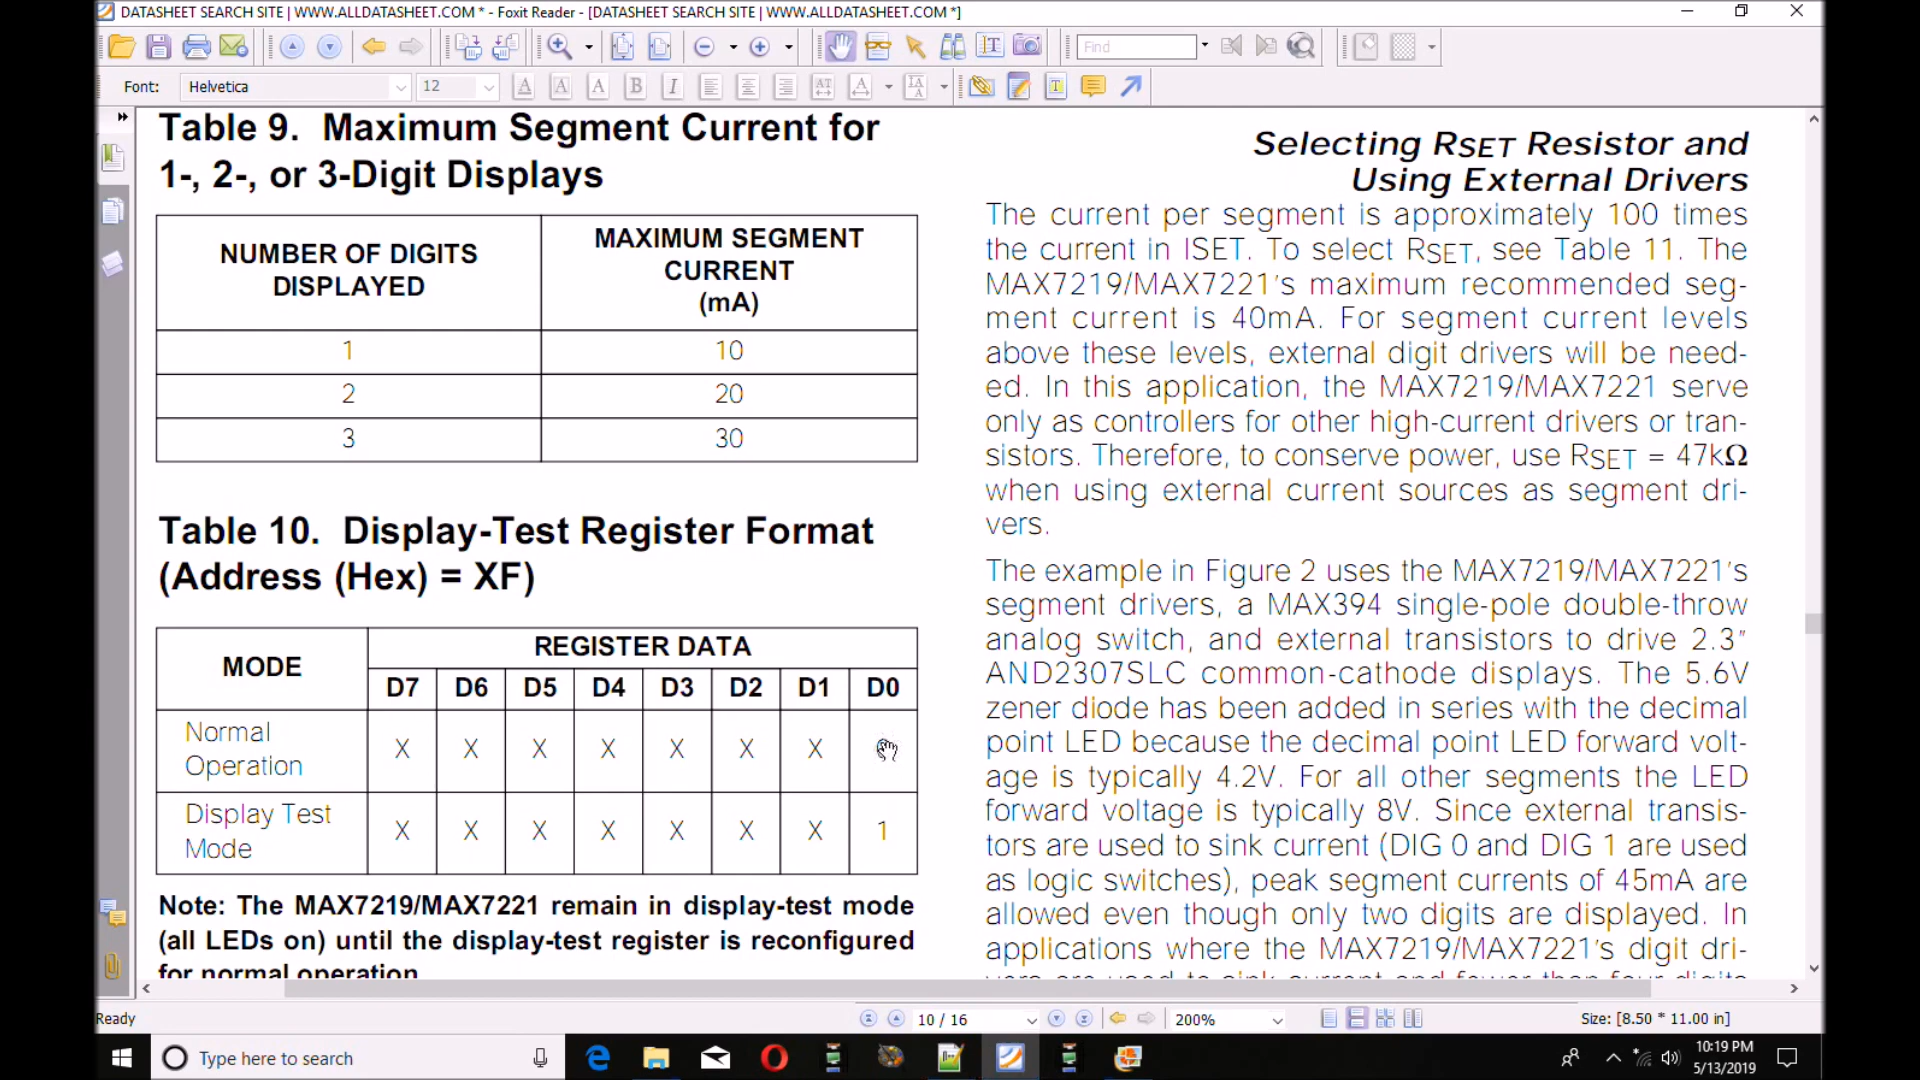 DATASHEET SEARCH SITE | WWW.ALLDATASHEET.COM * - Foxit Reader - [DATASHEET SEARCH SITE | WWW.ALLDATASHEET.COM *]
Find
Font: Helvetica 12
Table 9. Maximum Segment Current for
1-, 2-, or 3-Digit Displays
NUMBER OF DIGITS
DISPLAYED
MAXIMUM SEGMENT
CURRENT
(mA)
1 10
2 20
3 30
Table 10. Display-Test Register Format
(Address (Hex) = XF)
MODE
REGISTER DATA
D7 D6 D5 D4 D3 D2 D1 D0
Normal
Operation
X X X X X X X
Display Test
Mode
X X X X X X X 1
Note: The MAX7219/MAX7221 remain in display-test mode
(all LEDs on) until the display-test register is reconfigured
for normal operation
Selecting RSET Resistor and
Using External Drivers
The current per segment is approximately 100 times
the current in ISET. To select RSET, see Table 11. The
MAX7219/MAX7221's maximum recommended seg-
ment current is 40mA. For segment current levels
above these levels, external digit drivers will be need-
ed. In this application, the MAX7219/MAX7221 serve
only as controllers for other high-current drivers or tran-
sistors. Therefore, to conserve power, use RSET = 47kΩ
when using external current sources as segment dri-
vers.
The example in Figure 2 uses the MAX7219/MAX7221's
segment drivers, a MAX394 single-pole double-throw
analog switch, and external transistors to drive 2.3"
AND2307SLC common-cathode displays. The 5.6V
zener diode has been added in series with the decimal
point LED because the decimal point LED forward volt-
age is typically 4.2V. For all other segments the LED
forward voltage is typically 8V. Since external transis-
tors are used to sink current (DIG 0 and DIG 1 are used
as logic switches), peak segment currents of 45mA are
allowed even though only two digits are displayed. In
applications where the MAX7219/MAX7221's digit dri-
vers are used to sink current and fewer than four digits
Ready
10 / 16
200%
Size: [8.50 * 11.00 in]
Type here to search
10:19 PM
5/13/2019